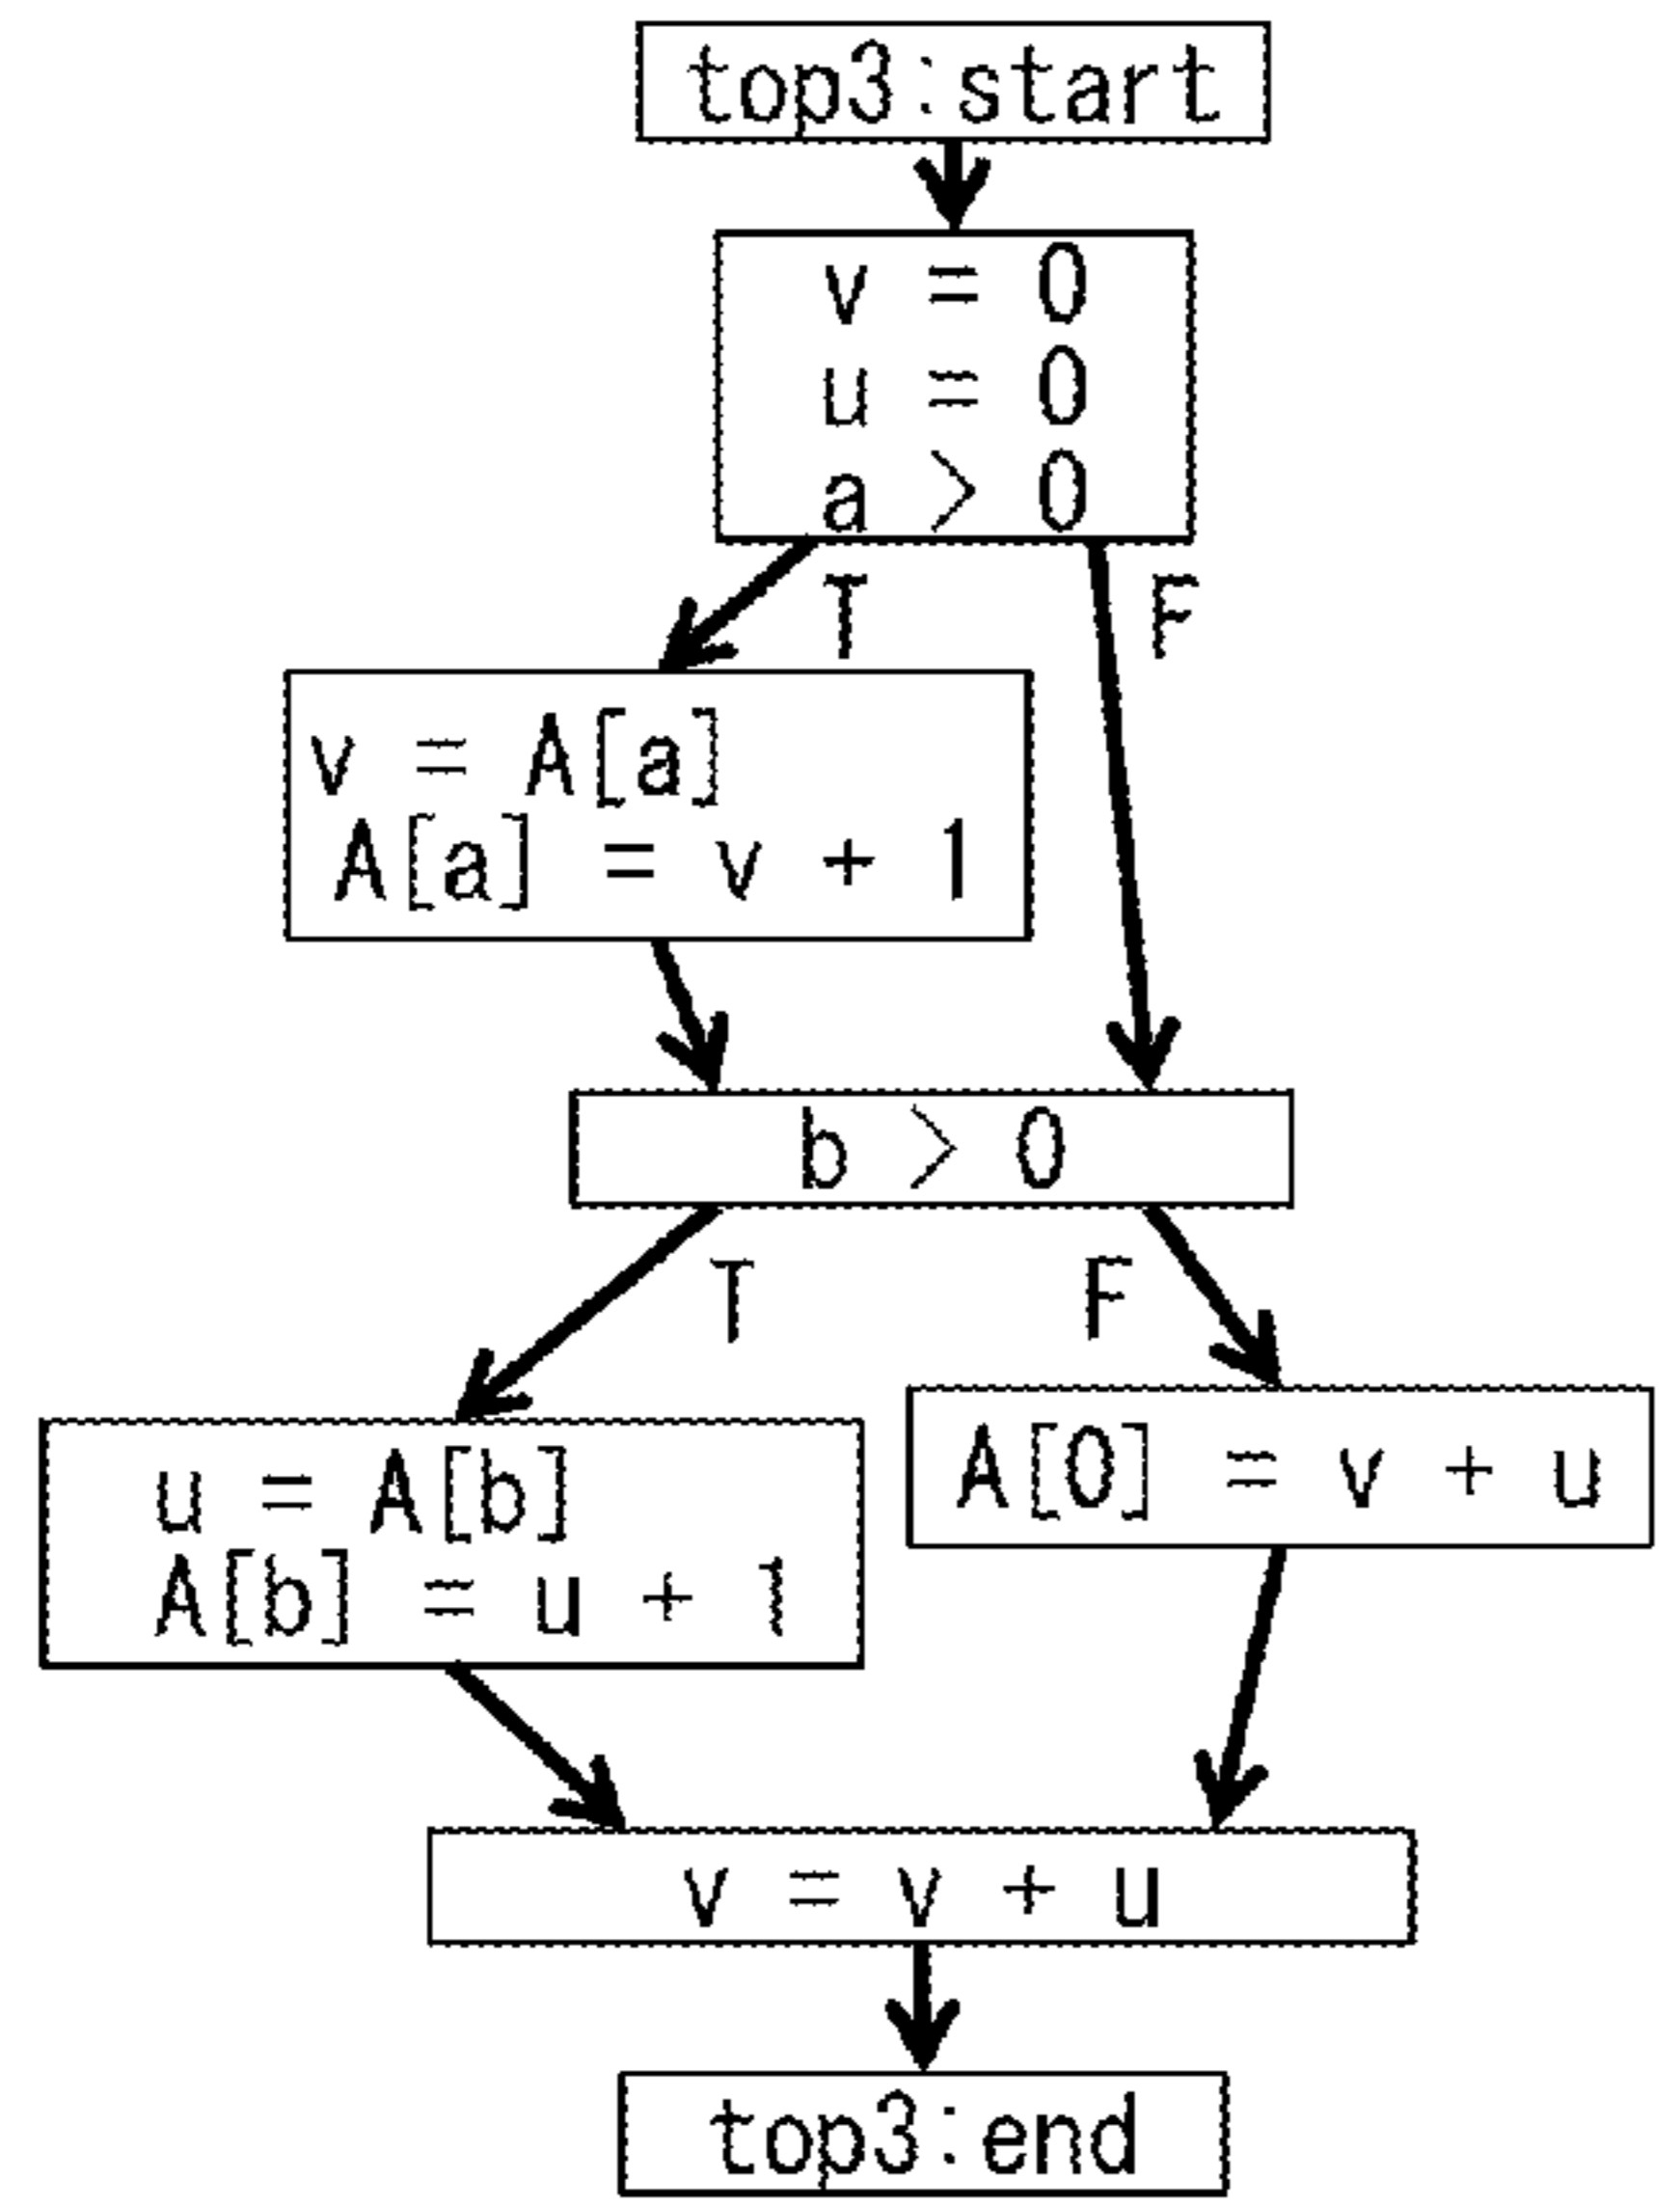 top3:start
v = 0
u = 0
a > 0
T
F
v = A[a]
A[a] = v + 1
b > 0
T
F
u = A[b]
A[b] = u + 1
A[0] = v + u
v = v + u
top3:end